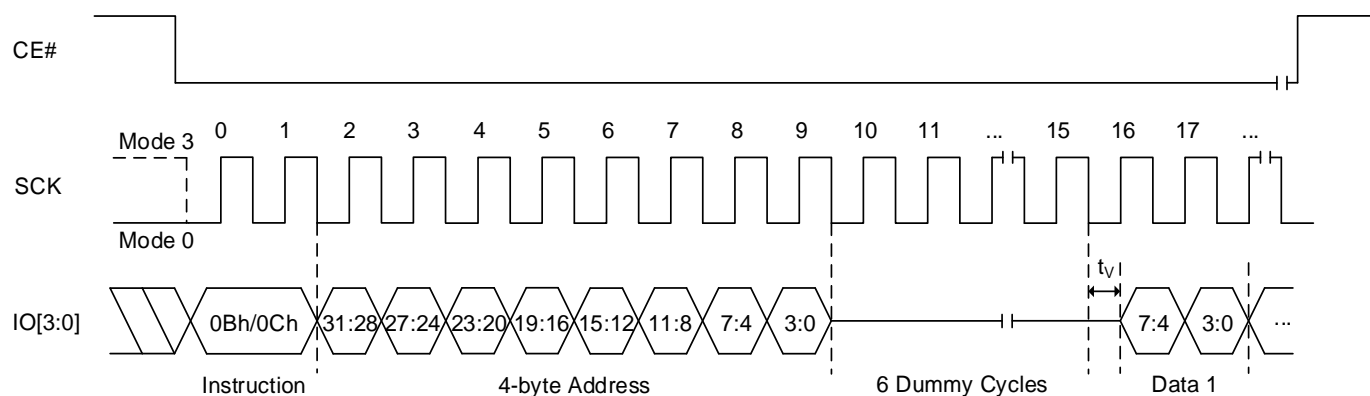 CE#
0 1 2 3 4 5 6 7 8 9 10 11 ... 15 16 17 ...
Mode 3
SCK
Mode 0
tV
IO[3:0] 0Bh/0Ch 31:28 27:24 23:20 19:16 15:12 11:8 7:4 3:0 7:4 3:0 ...
Instruction 4-byte Address 6 Dummy Cycles Data 1